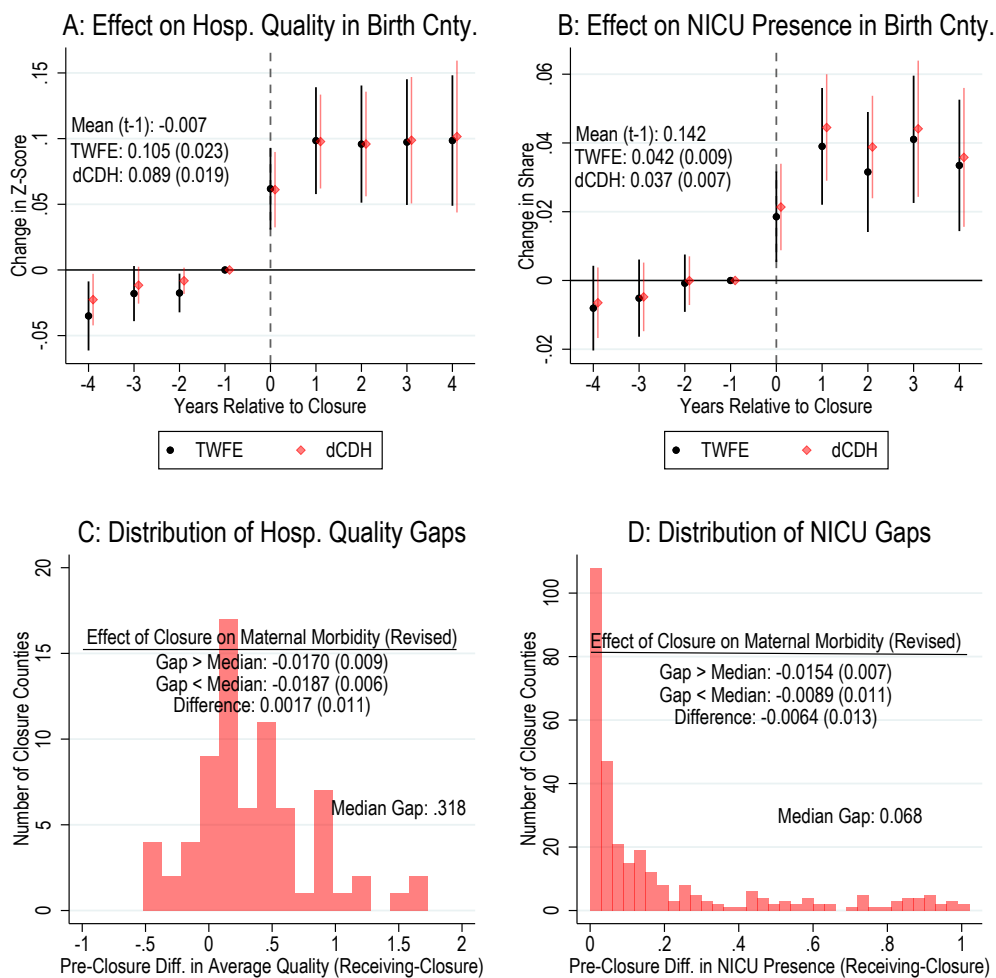 A: Effect on Hosp. Quality in Birth Cnty.
Change in Z-Score
.15
.1
.05
0
-.05
Mean (t-1): -0.007
TWFE: 0.105 (0.023)
dCDH: 0.089 (0.019)
-4 -3 -2 -1 0 1 2 3 4
Years Relative to Closure
TWFE dCDH
B: Effect on NICU Presence in Birth Cnty.
Change in Share
.06
.04
.02
0
-.02
Mean (t-1): 0.142
TWFE: 0.042 (0.009)
dCDH: 0.037 (0.007)
-4 -3 -2 -1 0 1 2 3 4
Years Relative to Closure
TWFE dCDH
C: Distribution of Hosp. Quality Gaps
Number of Closure Counties
20
15
10
5
0
Effect of Closure on Maternal Morbidity (Revised)
Gap > Median: -0.0170 (0.009)
Gap < Median: -0.0187 (0.006)
Difference: 0.0017 (0.011)
Median Gap: .318
-1 -.5 0 .5 1 1.5 2
Pre-Closure Diff. in Average Quality (Receiving-Closure)
D: Distribution of NICU Gaps
Number of Closure Counties
100
80
60
40
20
0
Effect of Closure on Maternal Morbidity (Revised)
Gap > Median: -0.0154 (0.007)
Gap < Median: -0.0089 (0.011)
Difference: -0.0064 (0.013)
Median Gap: 0.068
0 .2 .4 .6 .8 1
Pre-Closure Diff. in NICU Presence (Receiving-Closure)